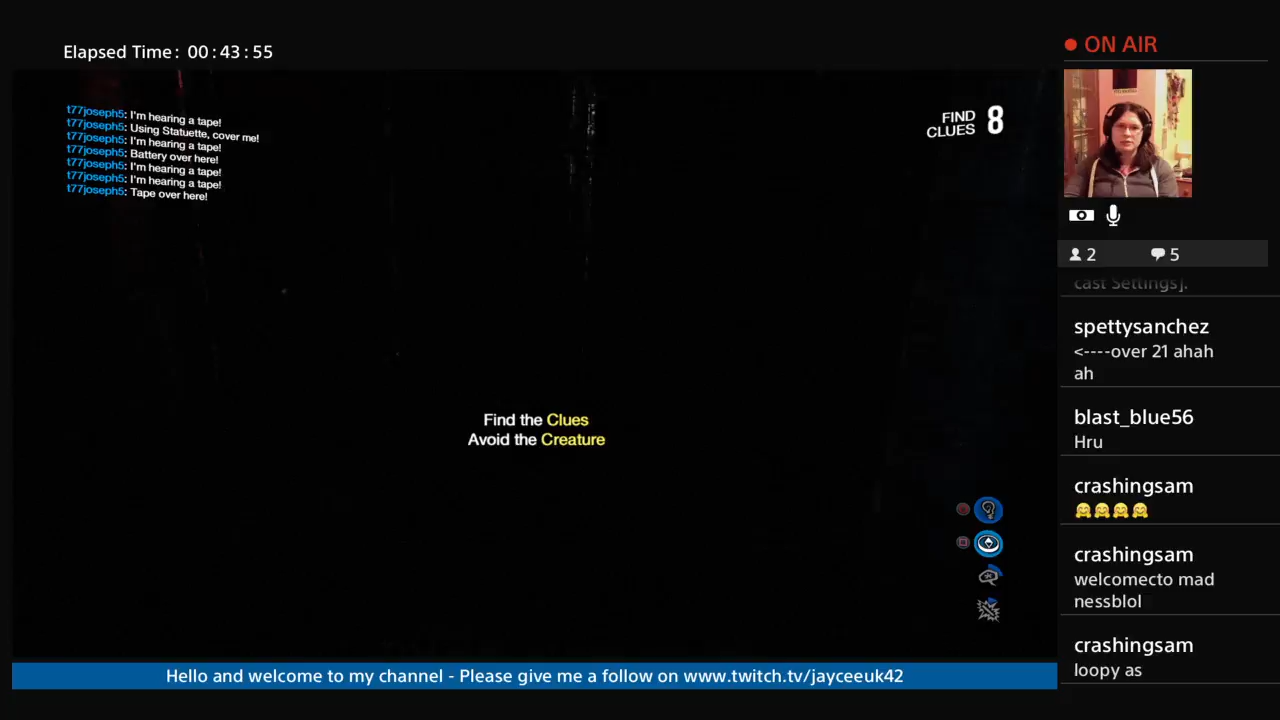 Elapsed Time: 00:43:55
ON AIR
t77joseph5: I'm hearing a tape!
t77joseph5: Using Statuette, cover me!
t77joseph5: I'm hearing a tape!
t77joseph5: Battery over here!
t77joseph5: I'm hearing a tape!
t77joseph5: I'm hearing a tape!
t77joseph5: Tape over here!
FIND
CLUES 8
Find the Clues
Avoid the Creature
2 5
cast Settings].
spettysanchez
<----over 21 ahah
ah
blast_blue56
Hru
crashingsam
🤗🤗🤗🤗
crashingsam
welcomecto mad
nessblol
crashingsam
loopy as
Hello and welcome to my channel - Please give me a follow on www.twitch.tv/jayceeuk42